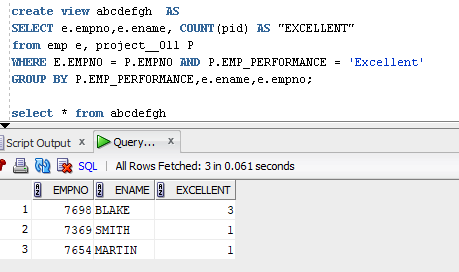 create view abcdefgh  AS
SELECT e.empno,e.ename, COUNT(pid) AS "EXCELLENT"
from emp e, project__011 P
WHERE E.EMPNO = P.EMPNO AND P.EMP_PERFORMANCE = 'Excellent'
GROUP BY P.EMP_PERFORMANCE,e.ename,e.empno;
select * from abcdefgh
Script Output x Query... x
SQL | All Rows Fetched: 3 in 0.061 seconds
EMPNO ENAME EXCELLENT
1 7698 BLAKE 3
2 7369 SMITH 1
3 7654 MARTIN 1